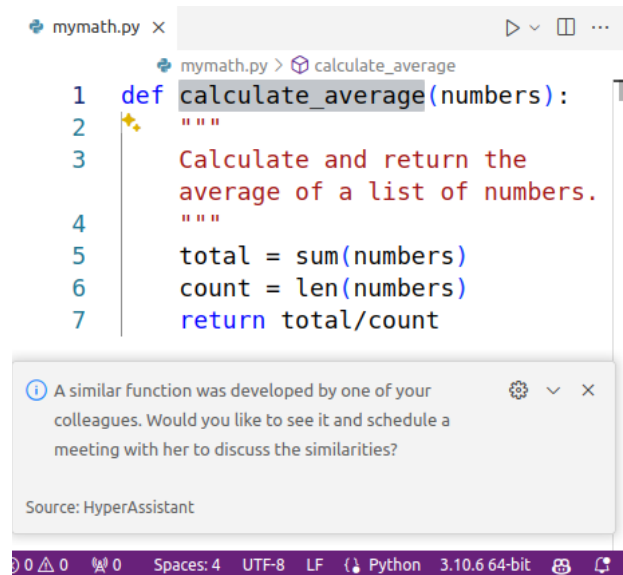 mymath.py
mymath.py > calculate_average
1 def calculate_average(numbers):
2 """
3 Calculate and return the
average of a list of numbers.
4 """
5 total = sum(numbers)
6 count = len(numbers)
7 return total/count
A similar function was developed by one of your
colleagues. Would you like to see it and schedule a
meeting with her to discuss the similarities?
Source: HyperAssistant
0 0 0 Spaces: 4 UTF-8 LF Python 3.10.6 64-bit